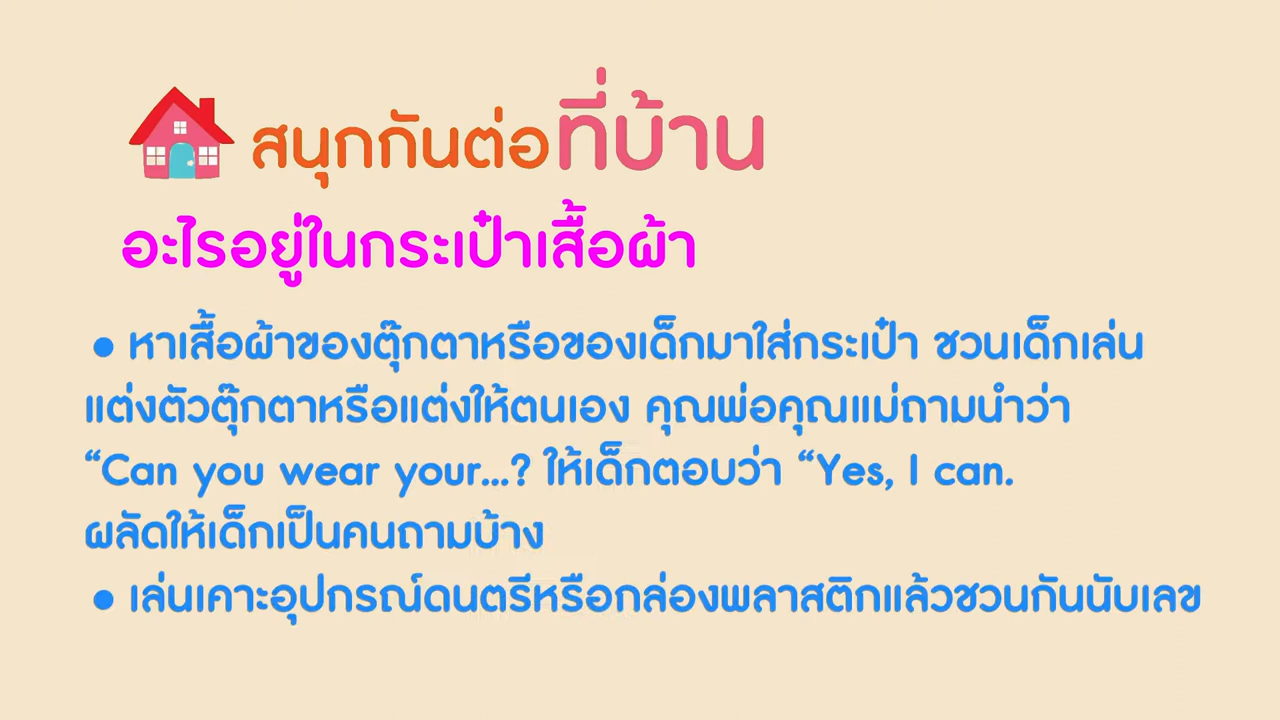 สนุกกันต่อที่บ้าน
อะไรอยู่ในกระเป๋าเสื้อผ้า
● หาเสื้อผ้าของตุ๊กตาหรือของเด็กมาใส่กระเป๋า ชวนเด็กเล่น
แต่งตัวตุ๊กตาหรือแต่งให้ตนเอง คุณพ่อคุณแม่ถามนำว่า
“Can you wear your...? ให้เด็กตอบว่า “Yes, I can.
ผลัดให้เด็กเป็นคนถามบ้าง
● เล่นเคาะอุปกรณ์ดนตรีหรือกล่องพลาสติกแล้วชวนกันนับเลข